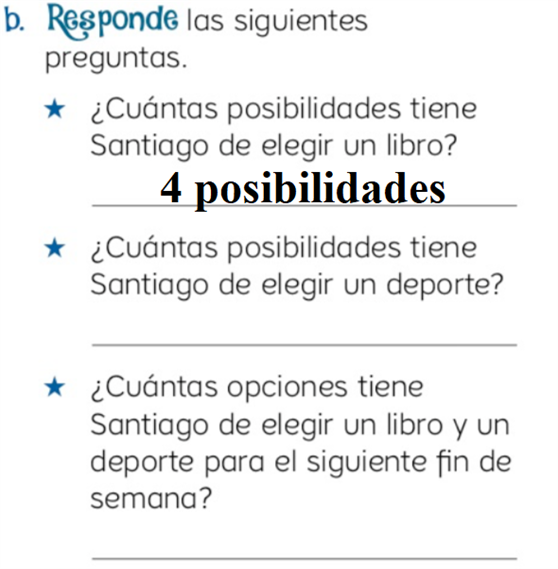 b. Responde las siguientes
preguntas.
★ ¿Cuántas posibilidades tiene
Santiago de elegir un libro?
4 posibilidades
★ ¿Cuántas posibilidades tiene
Santiago de elegir un deporte?
★ ¿Cuántas opciones tiene
Santiago de elegir un libro y un
deporte para el siguiente fin de
semana?